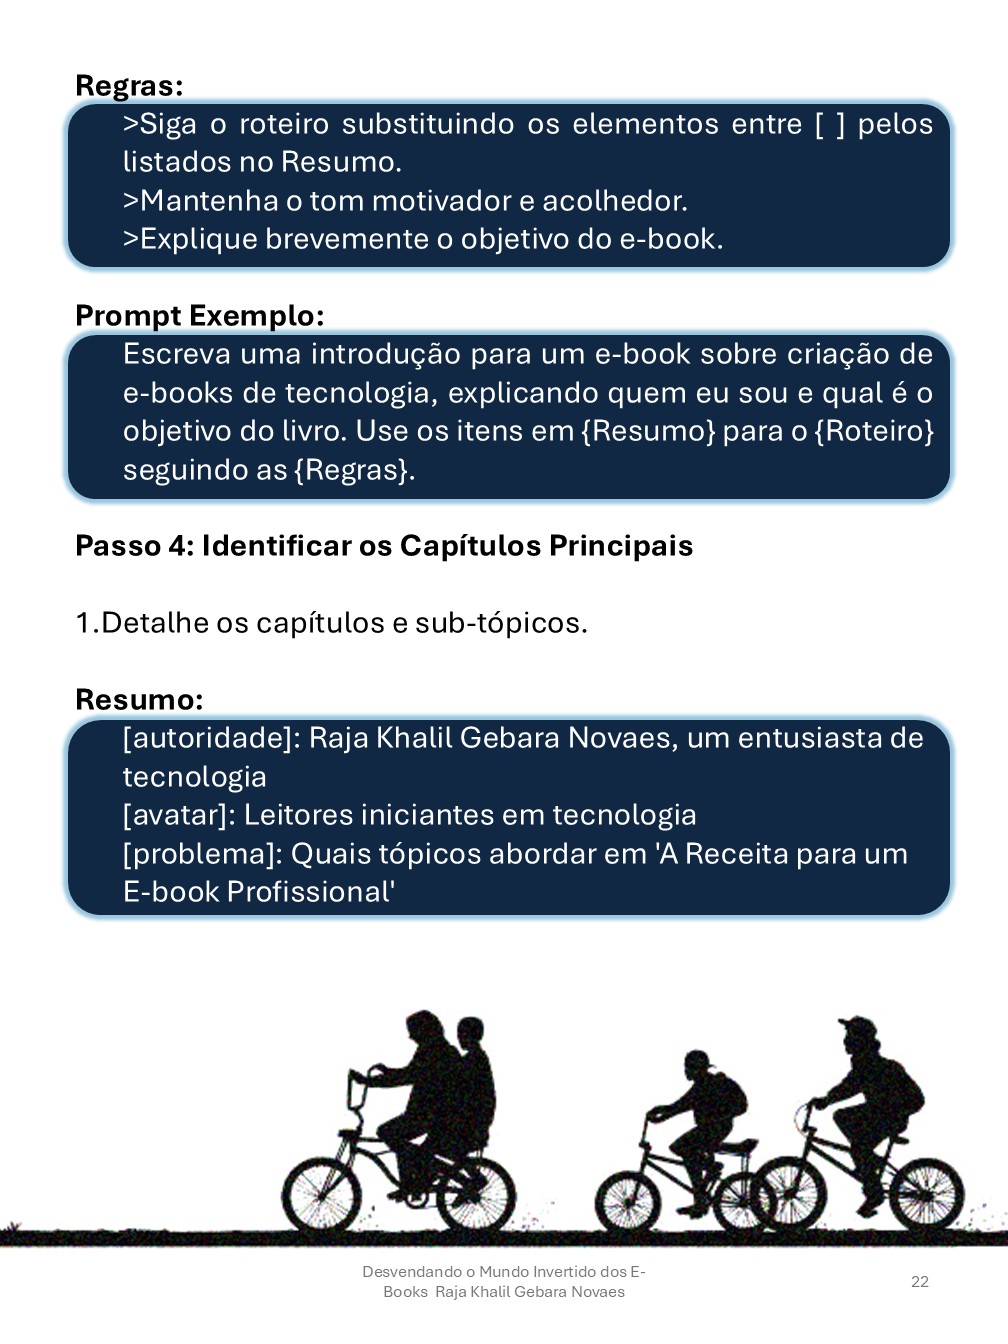 Regras:
>Siga o roteiro substituindo os elementos entre [ ] pelos
listados no Resumo.
>Mantenha o tom motivador e acolhedor.
>Explique brevemente o objetivo do e-book.
Prompt Exemplo:
Escreva uma introdução para um e-book sobre criação de
e-books de tecnologia, explicando quem eu sou e qual é o
objetivo do livro. Use os itens em {Resumo} para o {Roteiro}
seguindo as {Regras}.
Passo 4: Identificar os Capítulos Principais
1.Detalhe os capítulos e sub-tópicos.
Resumo:
[autoridade]: Raja Khalil Gebara Novaes, um entusiasta de
tecnologia
[avatar]: Leitores iniciantes em tecnologia
[problema]: Quais tópicos abordar em 'A Receita para um
E-book Profissional'
Desvendando o Mundo Invertido dos E-
Books  Raja Khalil Gebara Novaes
22